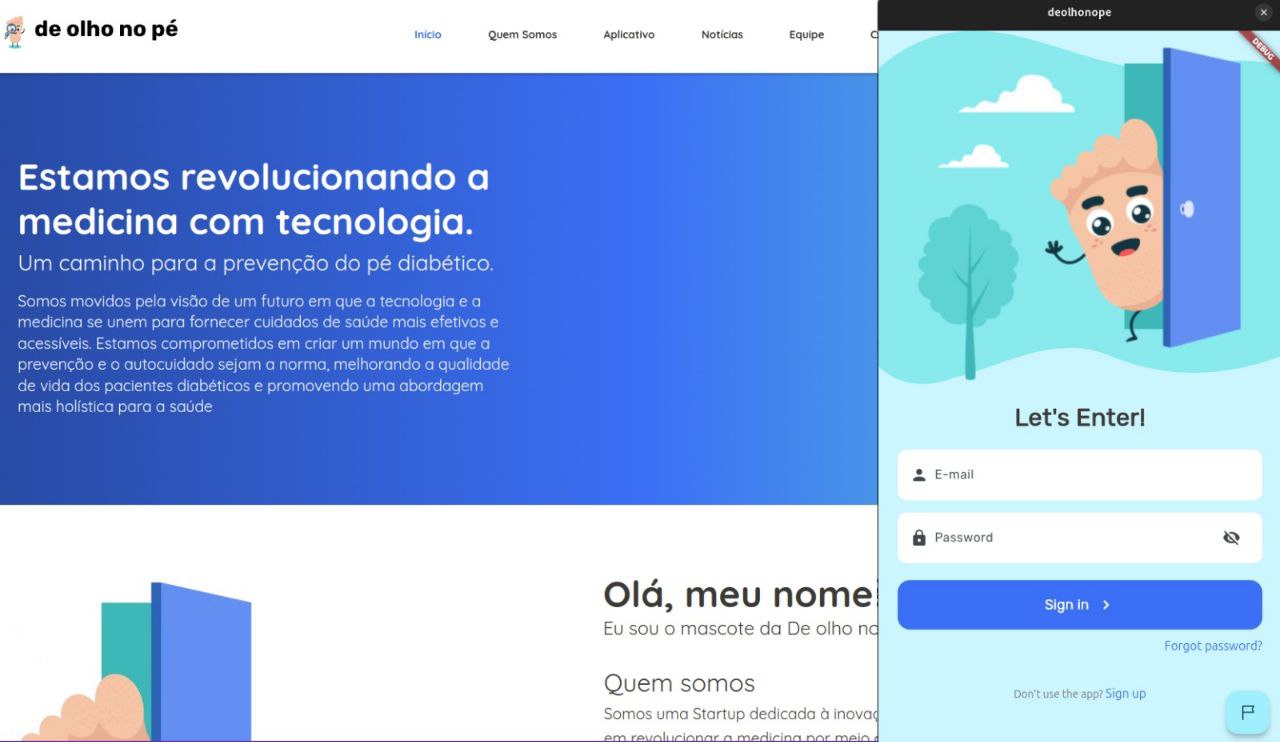 de olho no pé
Início
Quem Somos
Aplicativo
Notícias
Equipe
Estamos revolucionando a
medicina com tecnologia.
Um caminho para a prevenção do pé diabético.
Somos movidos pela visão de um futuro em que a tecnologia e a
medicina se unem para fornecer cuidados de saúde mais efetivos e
acessíveis. Estamos comprometidos em criar um mundo em que a
prevenção e o autocuidado sejam a norma, melhorando a qualidade
de vida dos pacientes diabéticos e promovendo uma abordagem
mais holística para a saúde
Olá, meu nome
Eu sou o mascote da De olho no
Quem somos
Somos uma Startup dedicada à
em revolucionar a medicina por meio
deolhonope
DEBUG
Let's Enter!
E-mail
Password
Sign in
Forgot password?
Don't use the app? Sign up